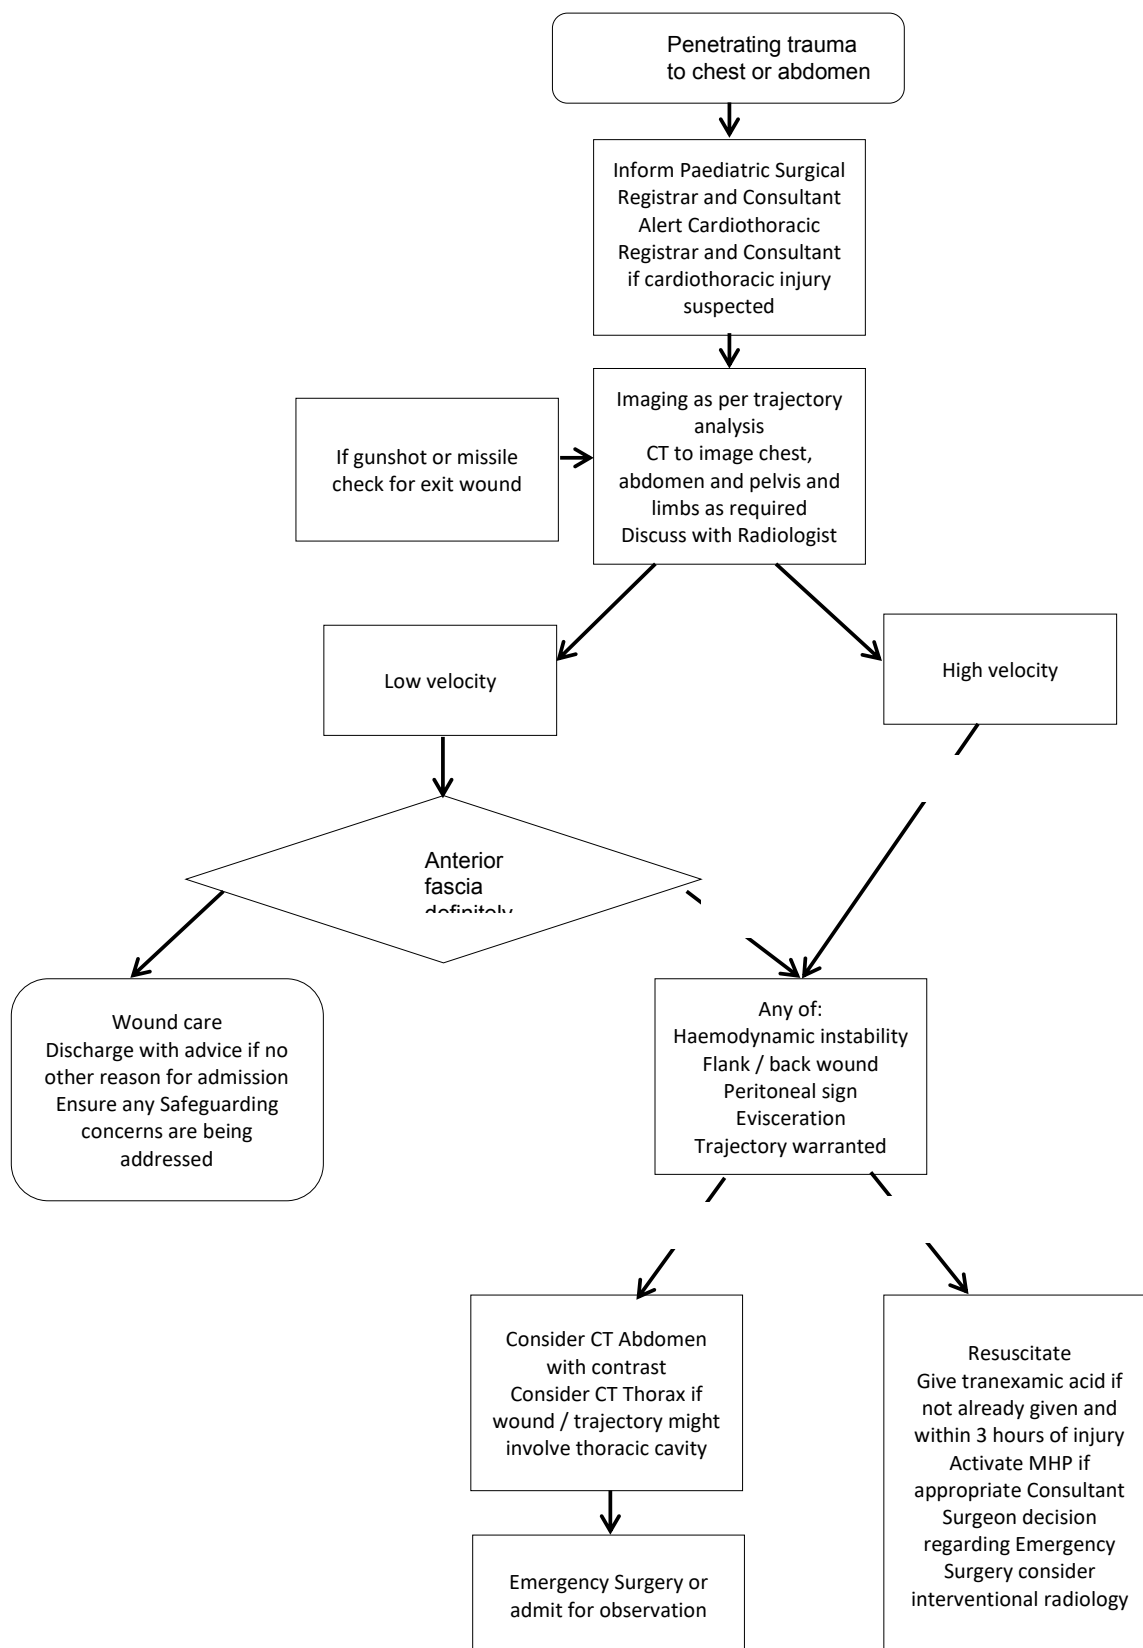 Penetrating trauma
to chest or abdomen
Inform Paediatric Surgical
Registrar and Consultant
Alert Cardiothoracic
Registrar and Consultant
if cardiothoracic injury
suspected
Imaging as per trajectory
analysis
CT to image chest,
abdomen and pelvis and
limbs as required
Discuss with Radiologist
If gunshot or missile
check for exit wound
Low velocity
High velocity
Anterior
fascia
definitely
Wound care
Discharge with advice if no
other reason for admission
Ensure any Safeguarding
concerns are being
addressed
Any of:
Haemodynamic instability
Flank / back wound
Peritoneal sign
Evisceration
Trajectory warranted
Consider CT Abdomen
with contrast
Consider CT Thorax if
wound / trajectory might
involve thoracic cavity
Resuscitate
Give tranexamic acid if
not already given and
within 3 hours of injury
Activate MHP if
appropriate Consultant
Surgeon decision
regarding Emergency
Surgery consider
interventional radiology
Emergency Surgery or
admit for observation